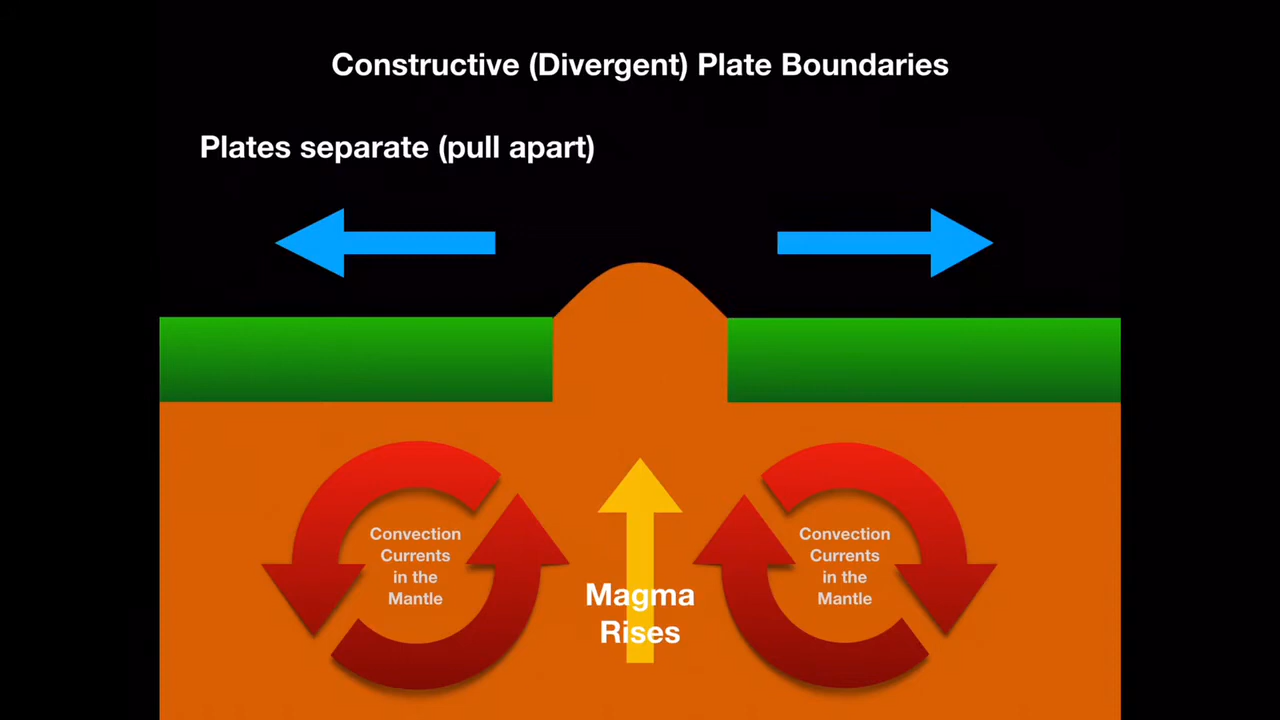 Constructive (Divergent) Plate Boundaries
Plates separate (pull apart)
Convection
Currents
in the
Mantle
Magma
Rises
Convection
Currents
in the
Mantle